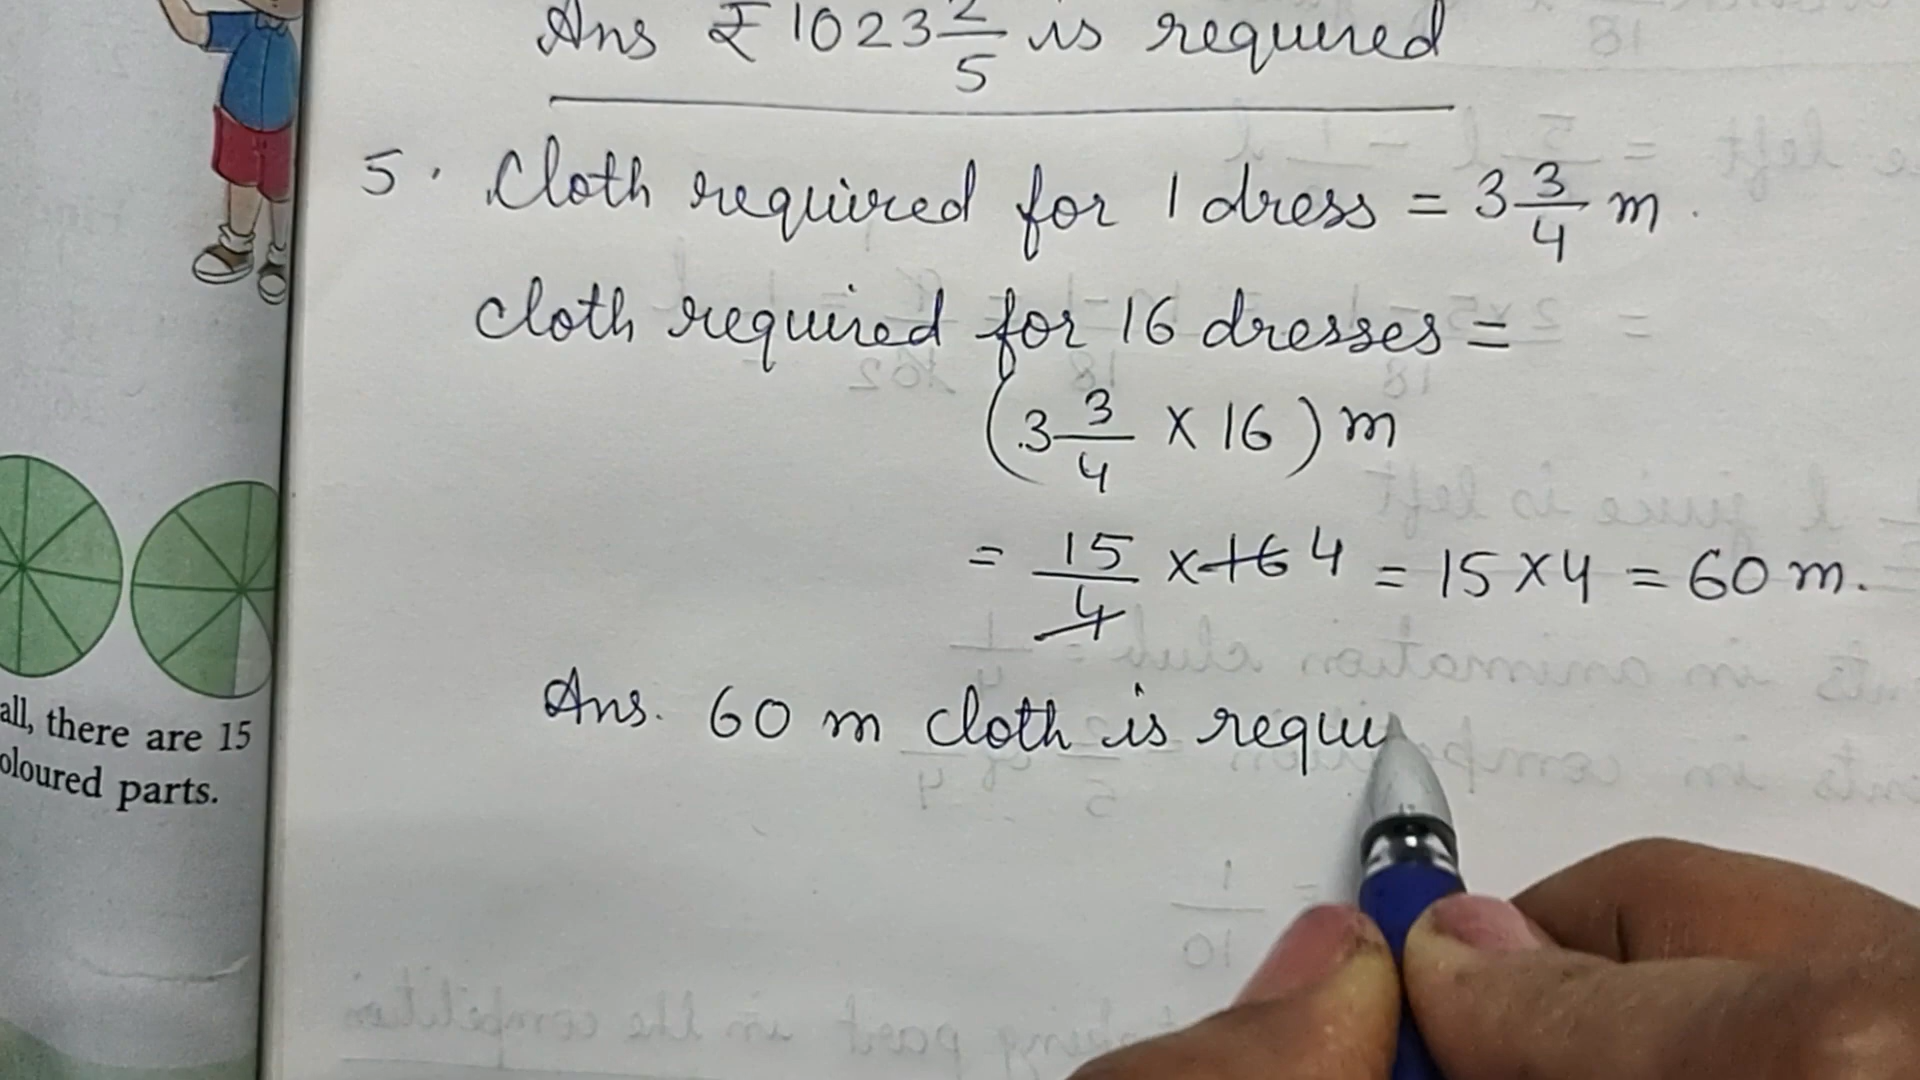 Ans ₹ 1023 2/5 is required
5. Cloth required for 1 dress = 3 3/4 m.
cloth required for 16 dresses =
(3 3/4 × 16) m
= 15/4 × 16 4 = 15 × 4 = 60 m.
Ans. 60 m cloth is requi
all, there are 15
oloured parts.